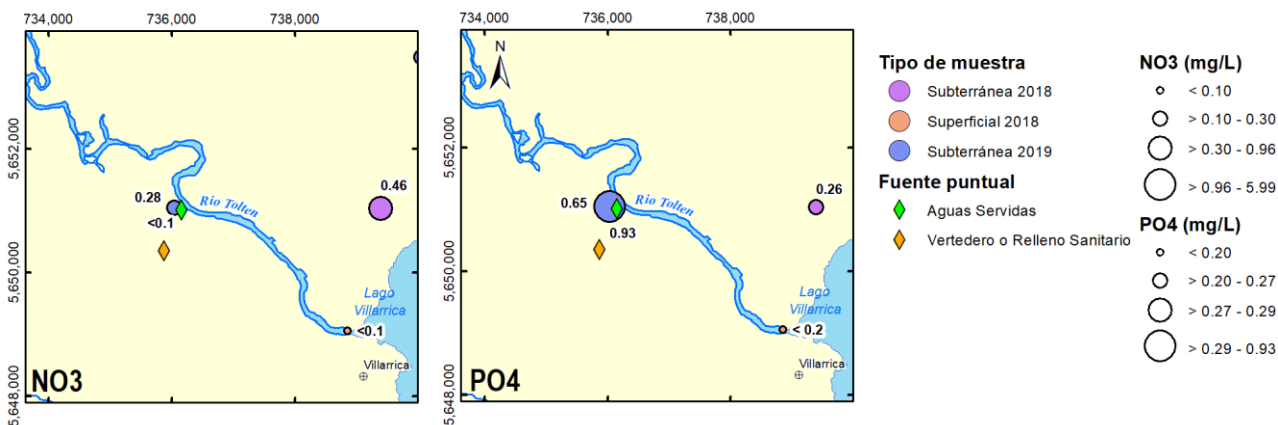 734,000 736,000 738,000
734,000 736,000 738,000
5,652,000
5,650,000
5,648,000
0.28
<0.1
Rio Tolten
0.46
Lago
Villarrica
<0.1
Villarrica
NO3
N
5,652,000
5,650,000
5,648,000
0.65
0.93
Rio Tolten
0.26
Lago
Villarrica
< 0.2
Villarrica
PO4
Tipo de muestra
Subterránea 2018
Superficial 2018
Subterránea 2019
Fuente puntual
Aguas Servidas
Vertedero o Relleno Sanitario
NO3 (mg/L)
< 0.10
> 0.10 - 0.30
> 0.30 - 0.96
> 0.96 - 5.99
PO4 (mg/L)
< 0.20
> 0.20 - 0.27
> 0.27 - 0.29
> 0.29 - 0.93